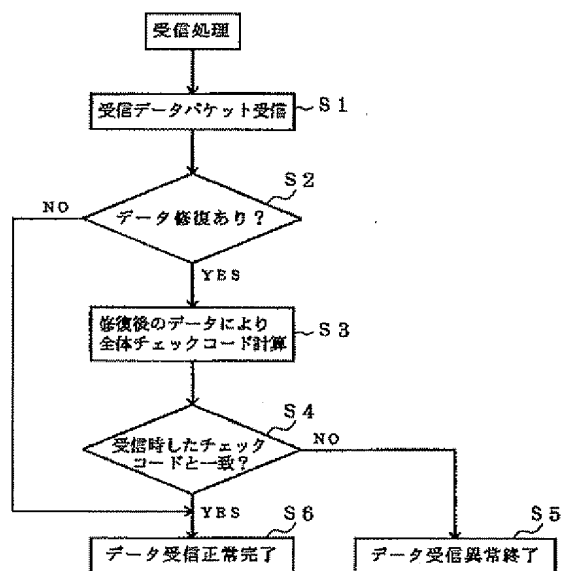 受信処理
受信データパケット受信
S1
S2
データ修復あり?
NO
YES
修復後のデータにより
全体チェックコード計算
S3
S4
受信時したチェック
コードと一致?
NO
YES
S6
データ受信正常完了
S5
データ受信異常終了